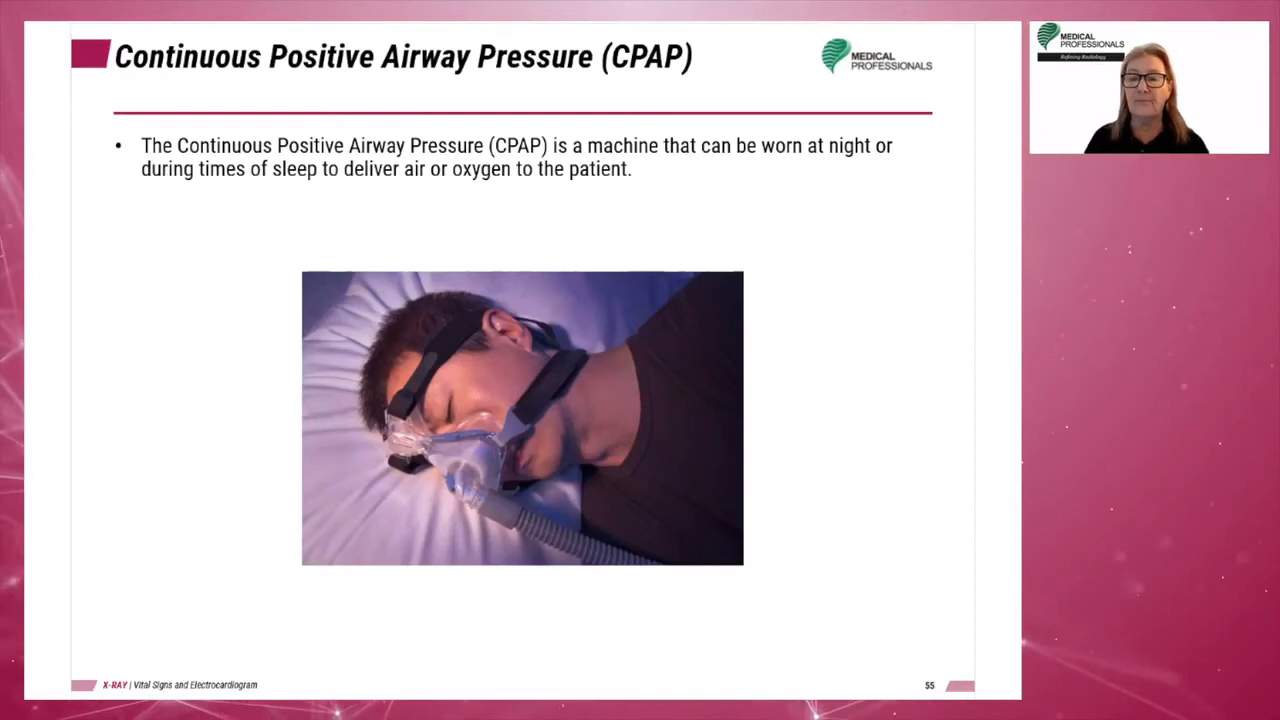 Continuous Positive Airway Pressure (CPAP)
MEDICAL
PROFESSIONALS
• The Continuous Positive Airway Pressure (CPAP) is a machine that can be worn at night or
during times of sleep to deliver air or oxygen to the patient.
X-RAY | Vital Signs and Electrocardiogram
55
MEDICAL
PROFESSIONALS
Refining Radiology